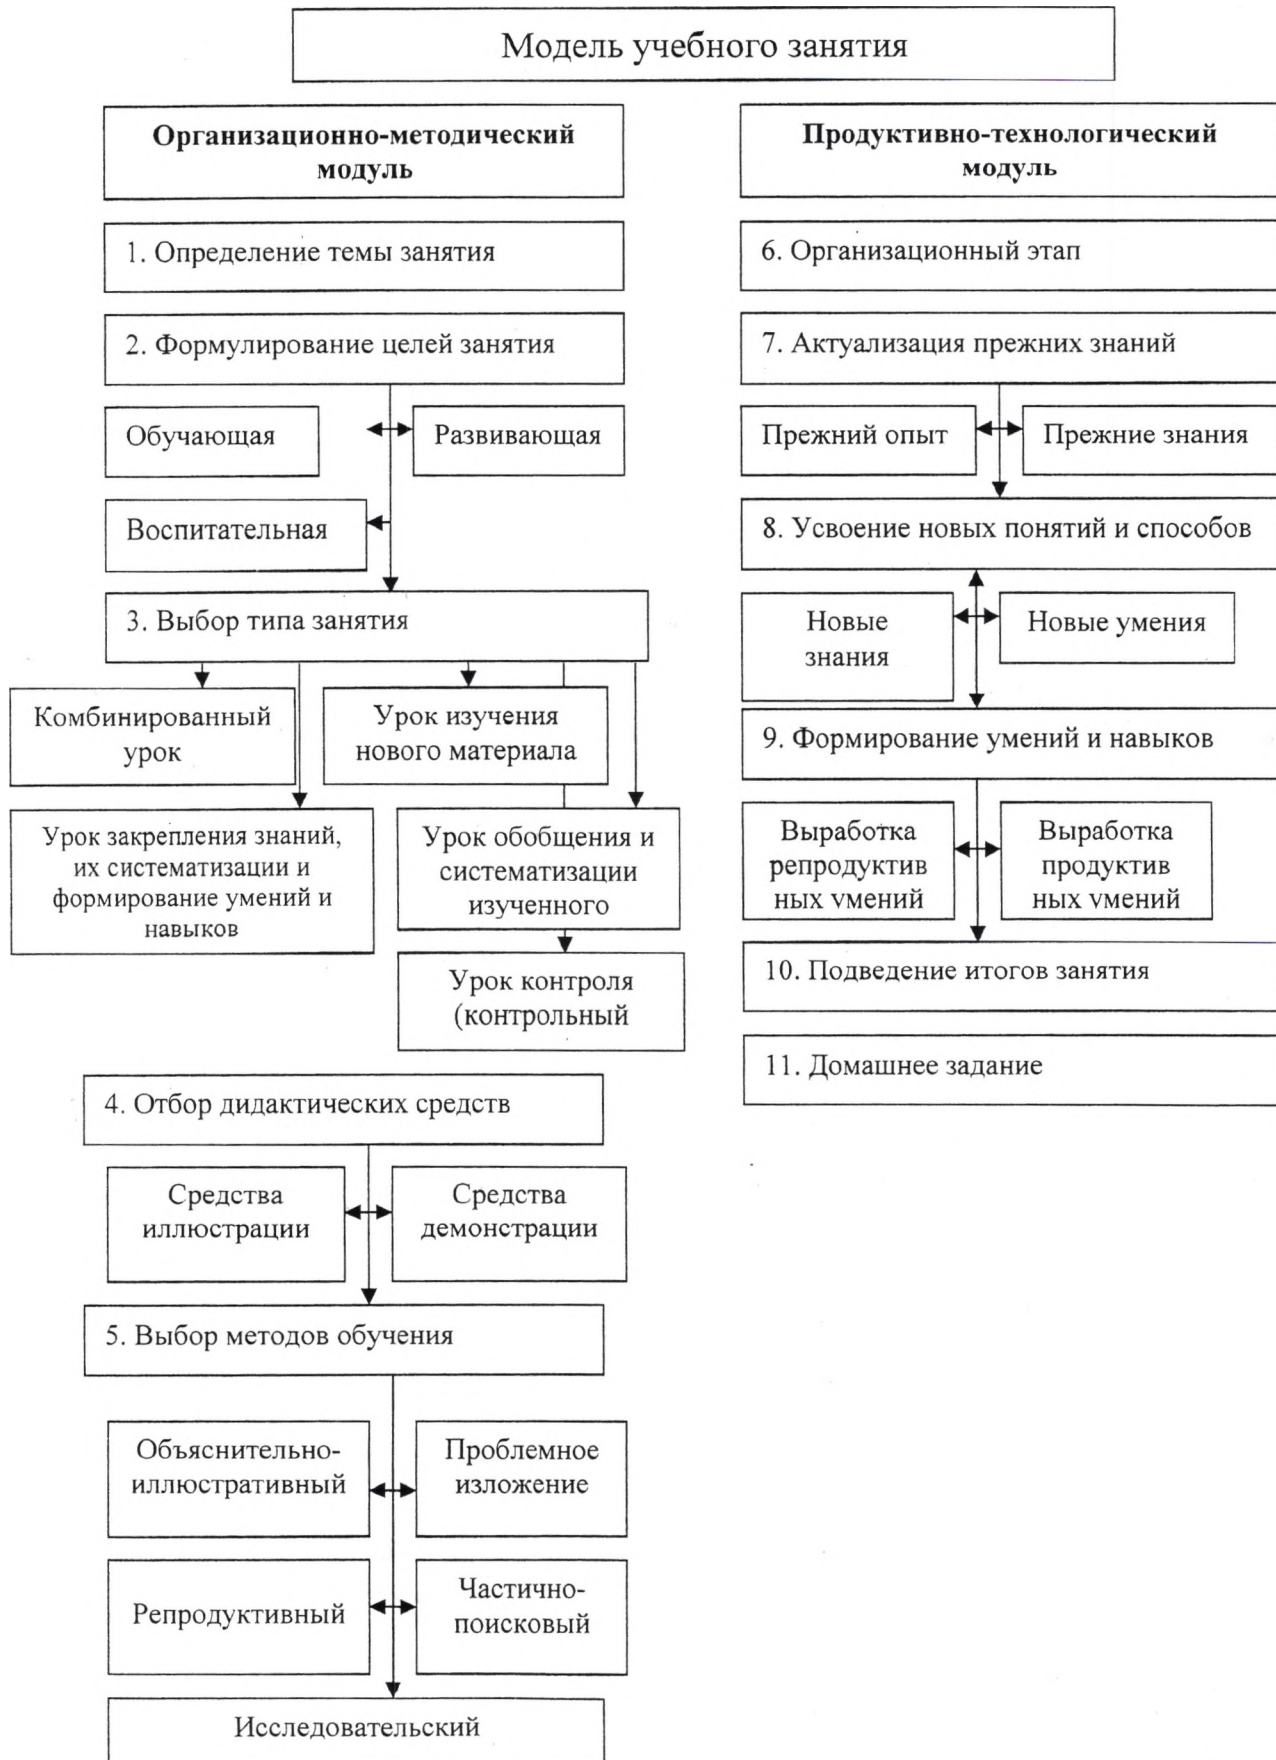 Модель учебного занятия
Организационно-методический
модуль
1. Определение темы занятия
2. Формулирование целей занятия
Обучающая
Развивающая
Воспитательная
3. Выбор типа занятия
Комбинированный
урок
Урок изучения
нового материала
Урок закрепления знаний,
их систематизации и
формирование умений и
навыков
Урок обобщения и
систематизации
изученного
Урок контроля
(контрольный
4. Отбор дидактических средств
Средства
иллюстрации
Средства
демонстрации
5. Выбор методов обучения
Объяснительно-
иллюстративный
Проблемное
изложение
Репродуктивный
Частично-
поисковый
Исследовательский
Продуктивно-технологический
модуль
6. Организационный этап
7. Актуализация прежних знаний
Прежний опыт
Прежние знания
8. Усвоение новых понятий и способов
Новые
знания
Новые умения
9. Формирование умений и навыков
Выработка
репродуктив
ных умений
Выработка
продуктив
ных умений
10. Подведение итогов занятия
11. Домашнее задание